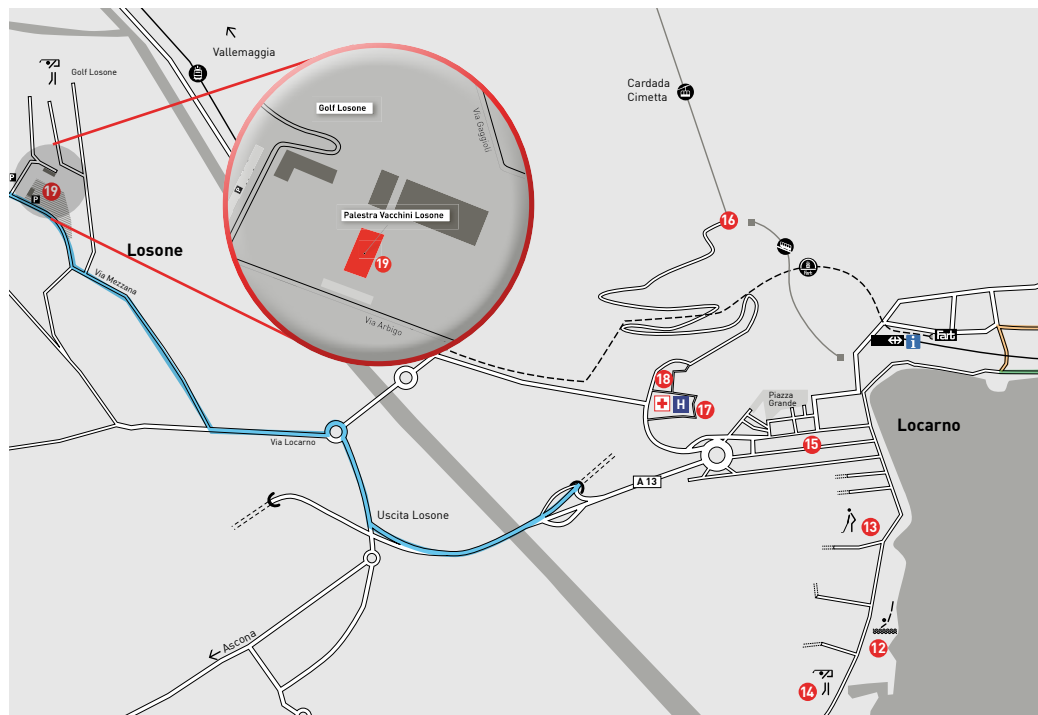 Vallemaggia
Golf Losone
Cardada
Cimetta
Golf Losone
Via Gaggioli
P
P
P
19
Palestra Vacchini Losone
19
16
Losone
Via Mezzana
Via Arbigo
Fart
Fart
i
18
H
17
Piazza
Grande
Locarno
Via Locarno
15
A 13
Uscita Losone
13
Ascona
12
14